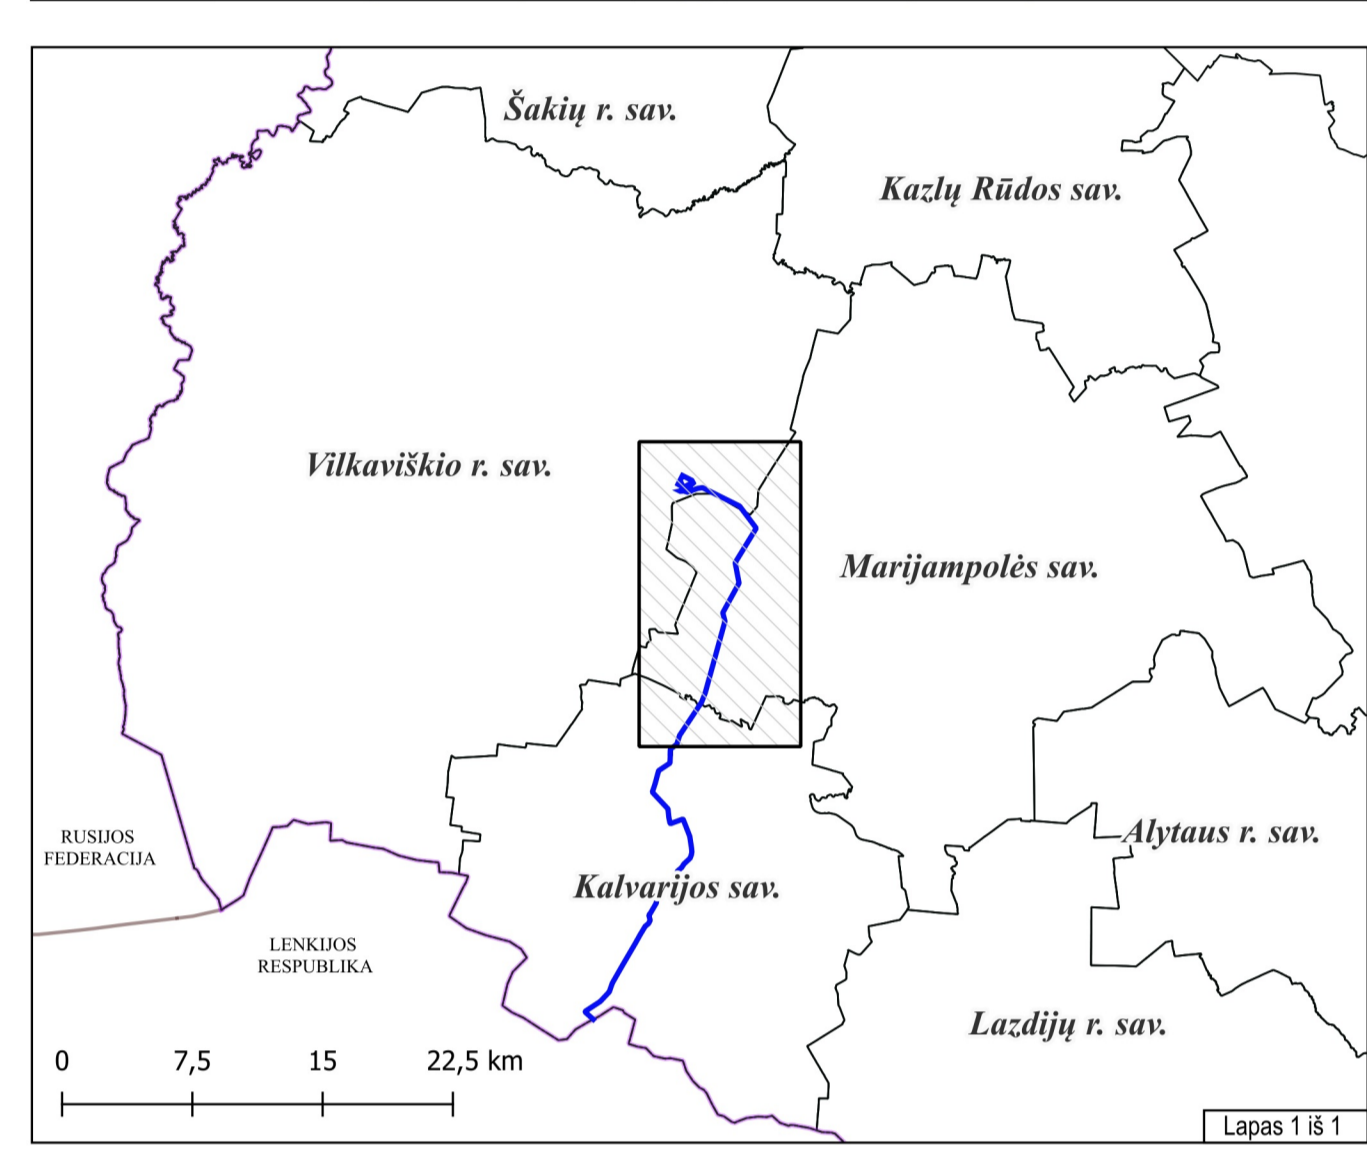 Šakių r. sav.
Kazlų Rūdos sav.
Vilkaviškio r. sav.
Marijampolės sav.
RUSIJOS
FEDERACIJA
Alytaus r. sav.
Kalvarijos sav.
LENKIJOS
RESPUBLIKA
Lazdijų r. sav.
0 7,5 15 22,5 km
Lapas 1 iš 1